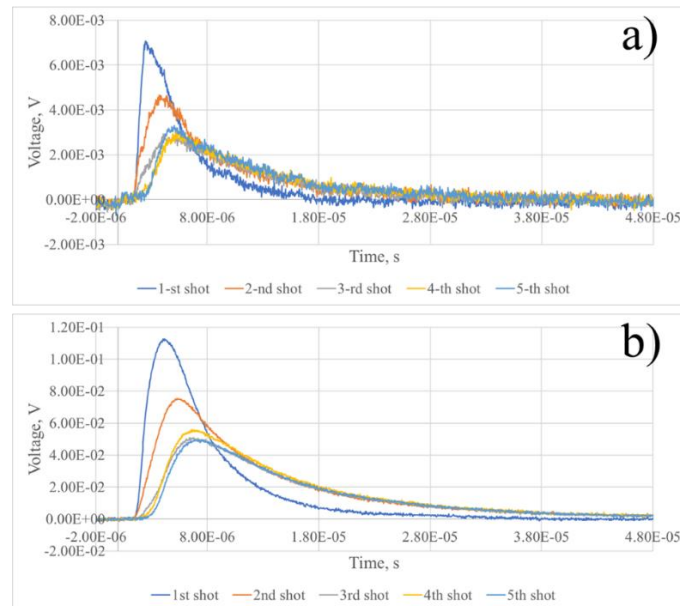 a)
8.00E-03
6.00E-03
4.00E-03
2.00E-03
0.00E+00
-2.00E-03
Voltage, V
-2.00E-06 8.00E-06 1.80E-05 2.80E-05 3.80E-05 4.80E-05
Time, s
1-st shot 2-nd shot 3-rd shot 4-th shot 5-th shot
b)
1.20E-01
1.00E-01
8.00E-02
6.00E-02
4.00E-02
2.00E-02
0.00E+00
-2.00E-02
Voltage, V
-2.00E-06 8.00E-06 1.80E-05 2.80E-05 3.80E-05 4.80E-05
Time, s
1st shot 2nd shot 3rd shot 4th shot 5th shot